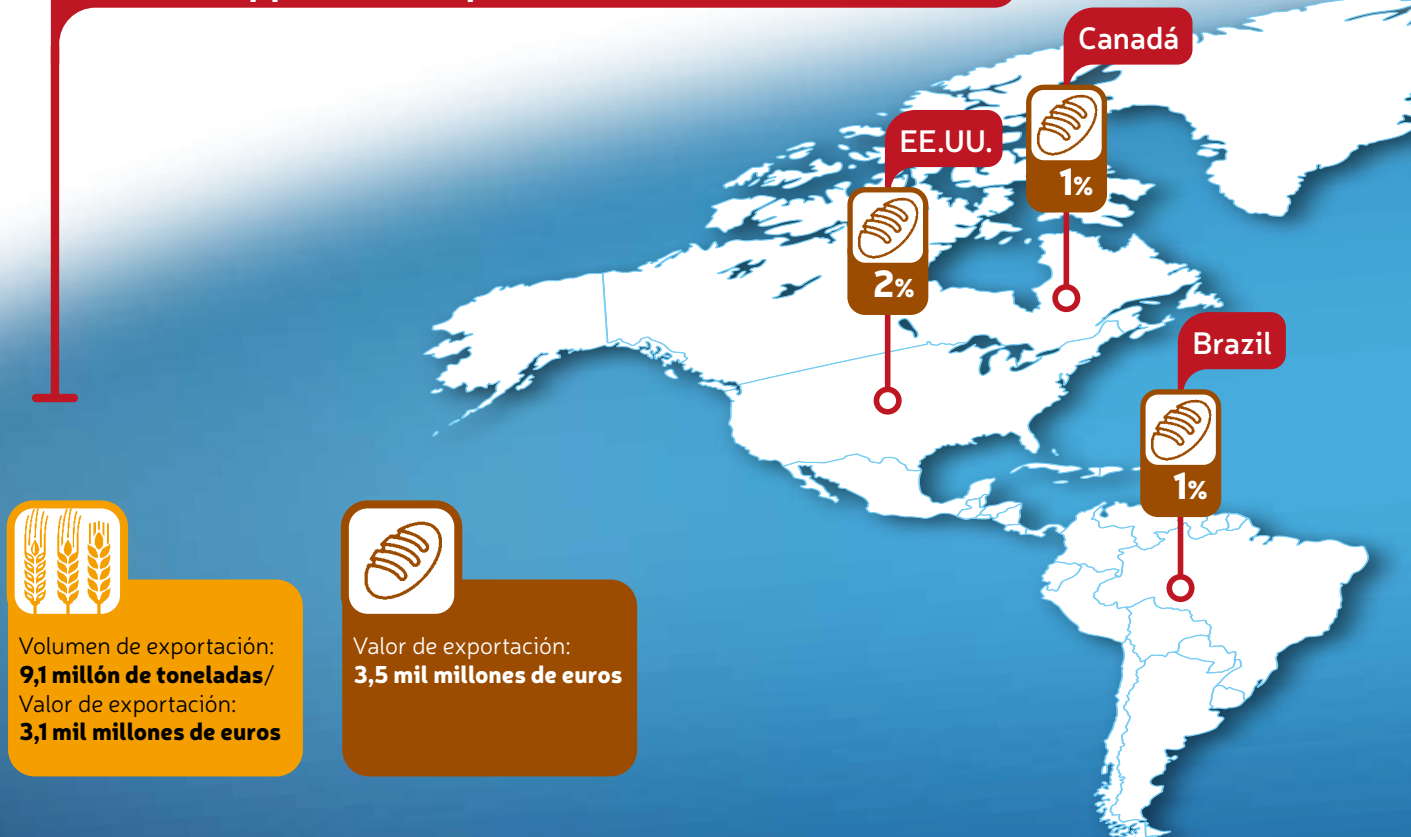 Canadá
1%
EE.UU.
2%
Brazil
1%
Volumen de exportación:
9,1 millón de toneladas/
Valor de exportación:
3,1 mil millones de euros
Valor de exportación:
3,5 mil millones de euros